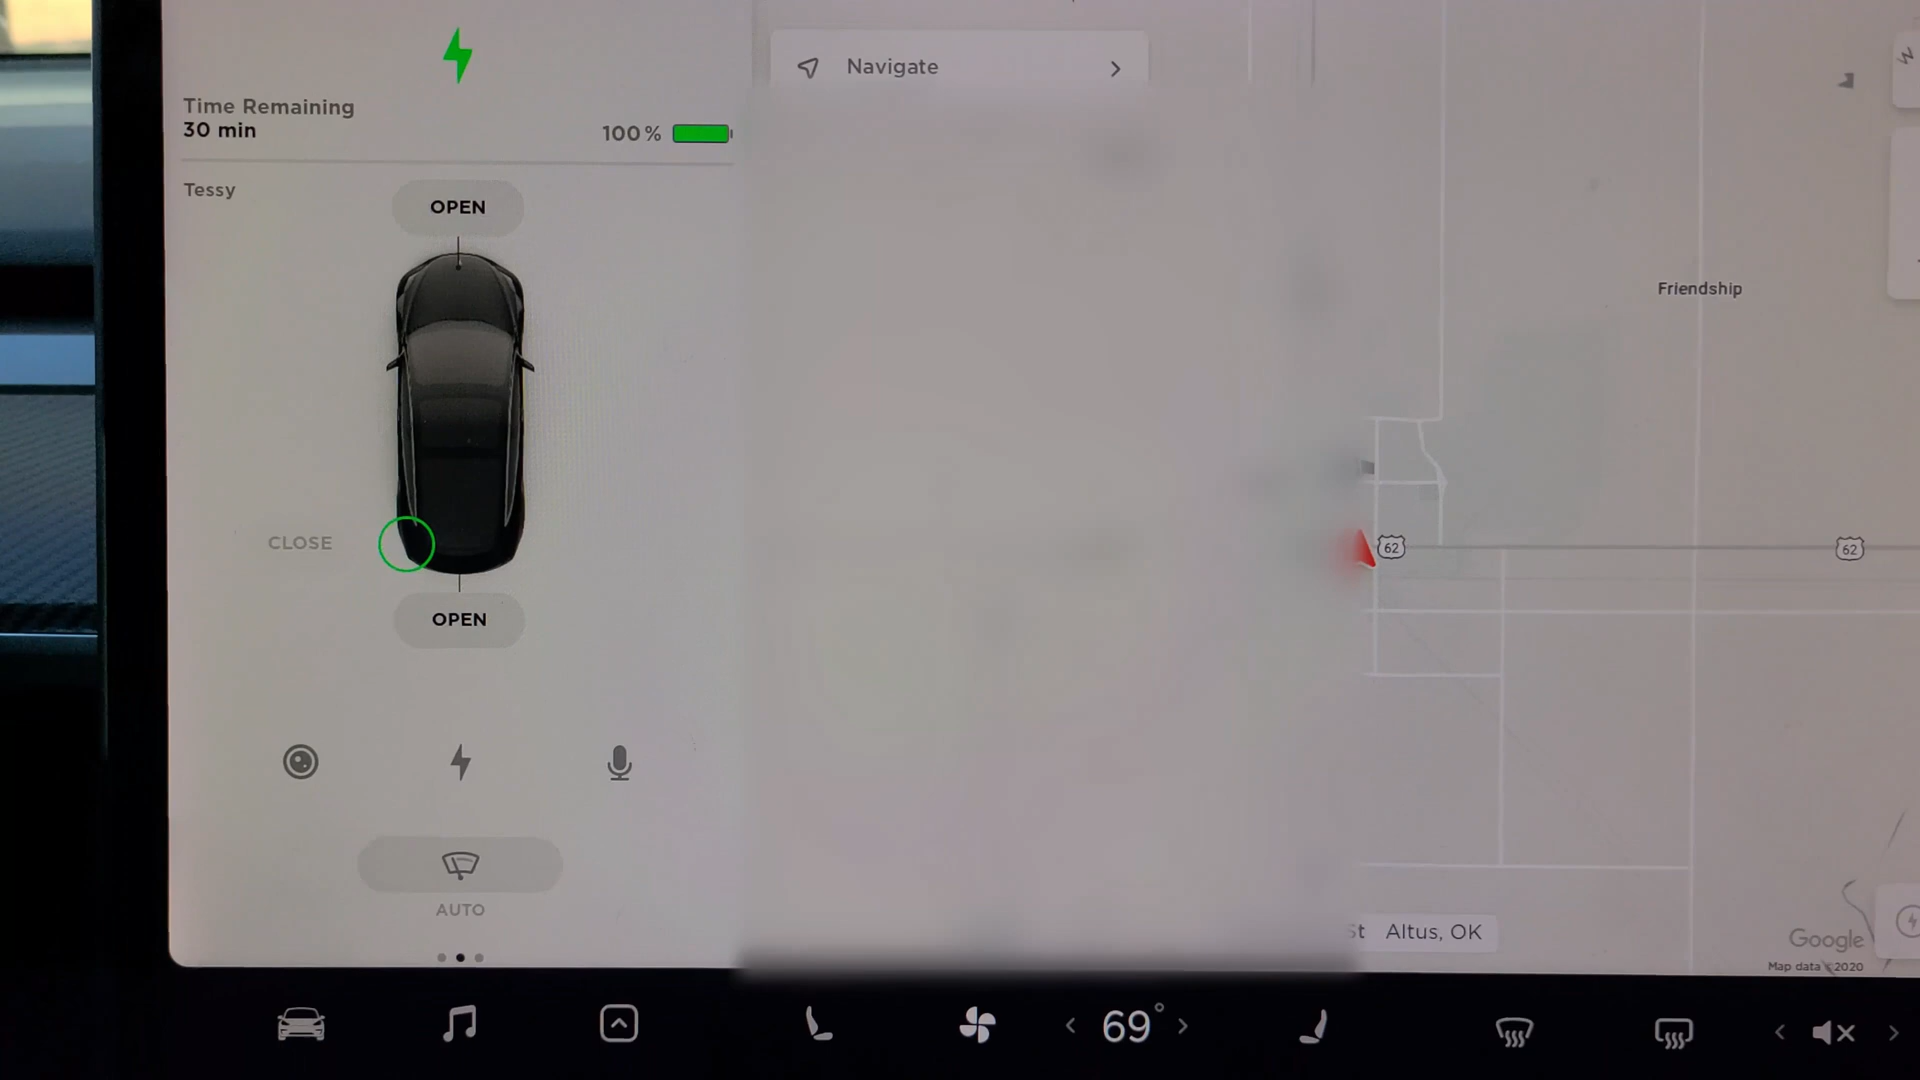 Time Remaining
30 min
100%
Tessy
OPEN
CLOSE
OPEN
AUTO
Navigate
Friendship
62
62
St Altus, OK
Google
Map data ©2020
69°